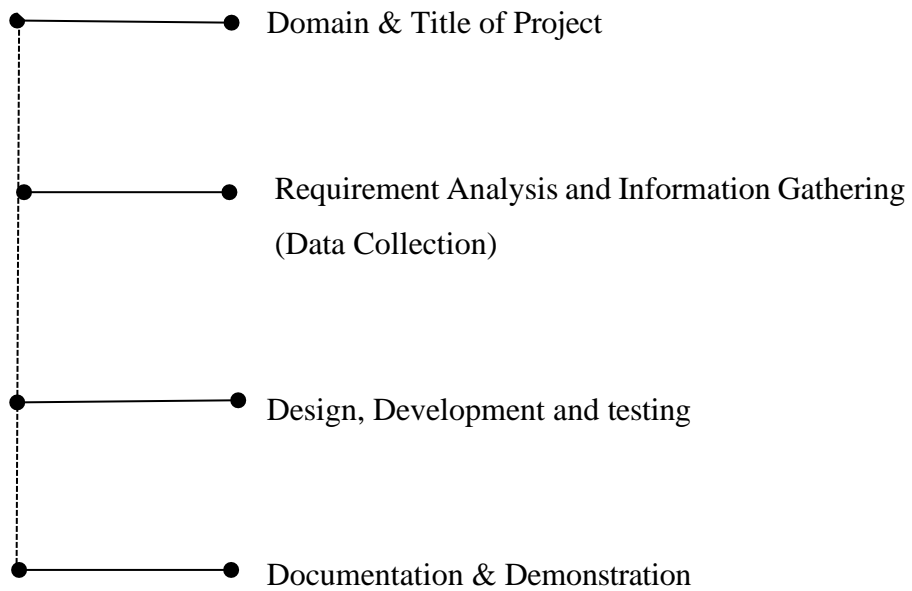 Domain & Title of Project
Requirement Analysis and Information Gathering
(Data Collection)
Design, Development and testing
Documentation & Demonstration